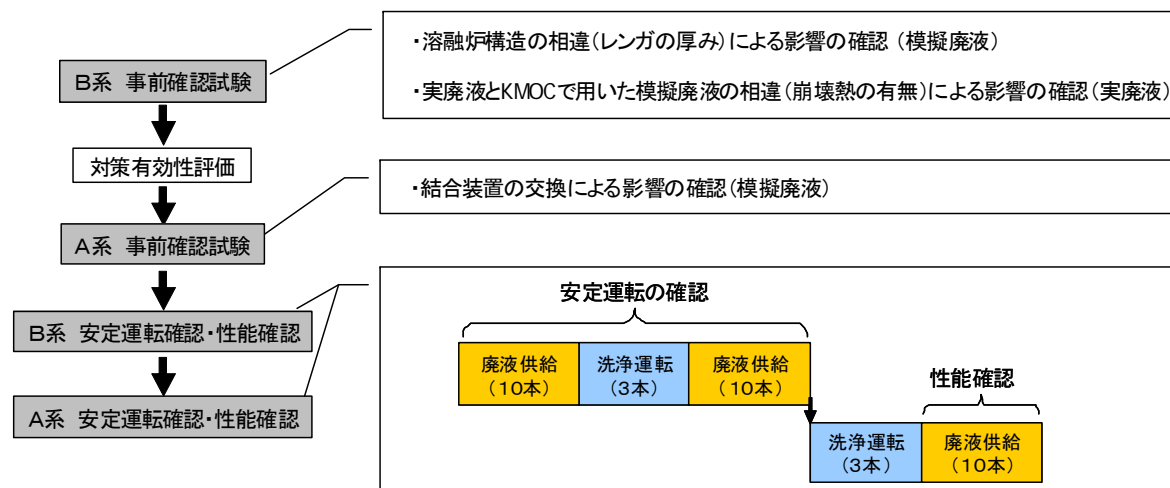 ・溶融炉構造の相違(レンガの厚み)による影響の確認 (模擬廃液)
・実廃液とKMOCで用いた模擬廃液の相違(崩壊熱の有無)による影響の確認(実廃液)
B系 事前確認試験
対策有効性評価
・結合装置の交換による影響の確認(模擬廃液)
A系 事前確認試験
B系 安定運転確認・性能確認
A系 安定運転確認・性能確認
安定運転の確認
廃液供給
(10本)
洗浄運転
(3本)
廃液供給
(10本)
性能確認
洗浄運転
(3本)
廃液供給
(10本)